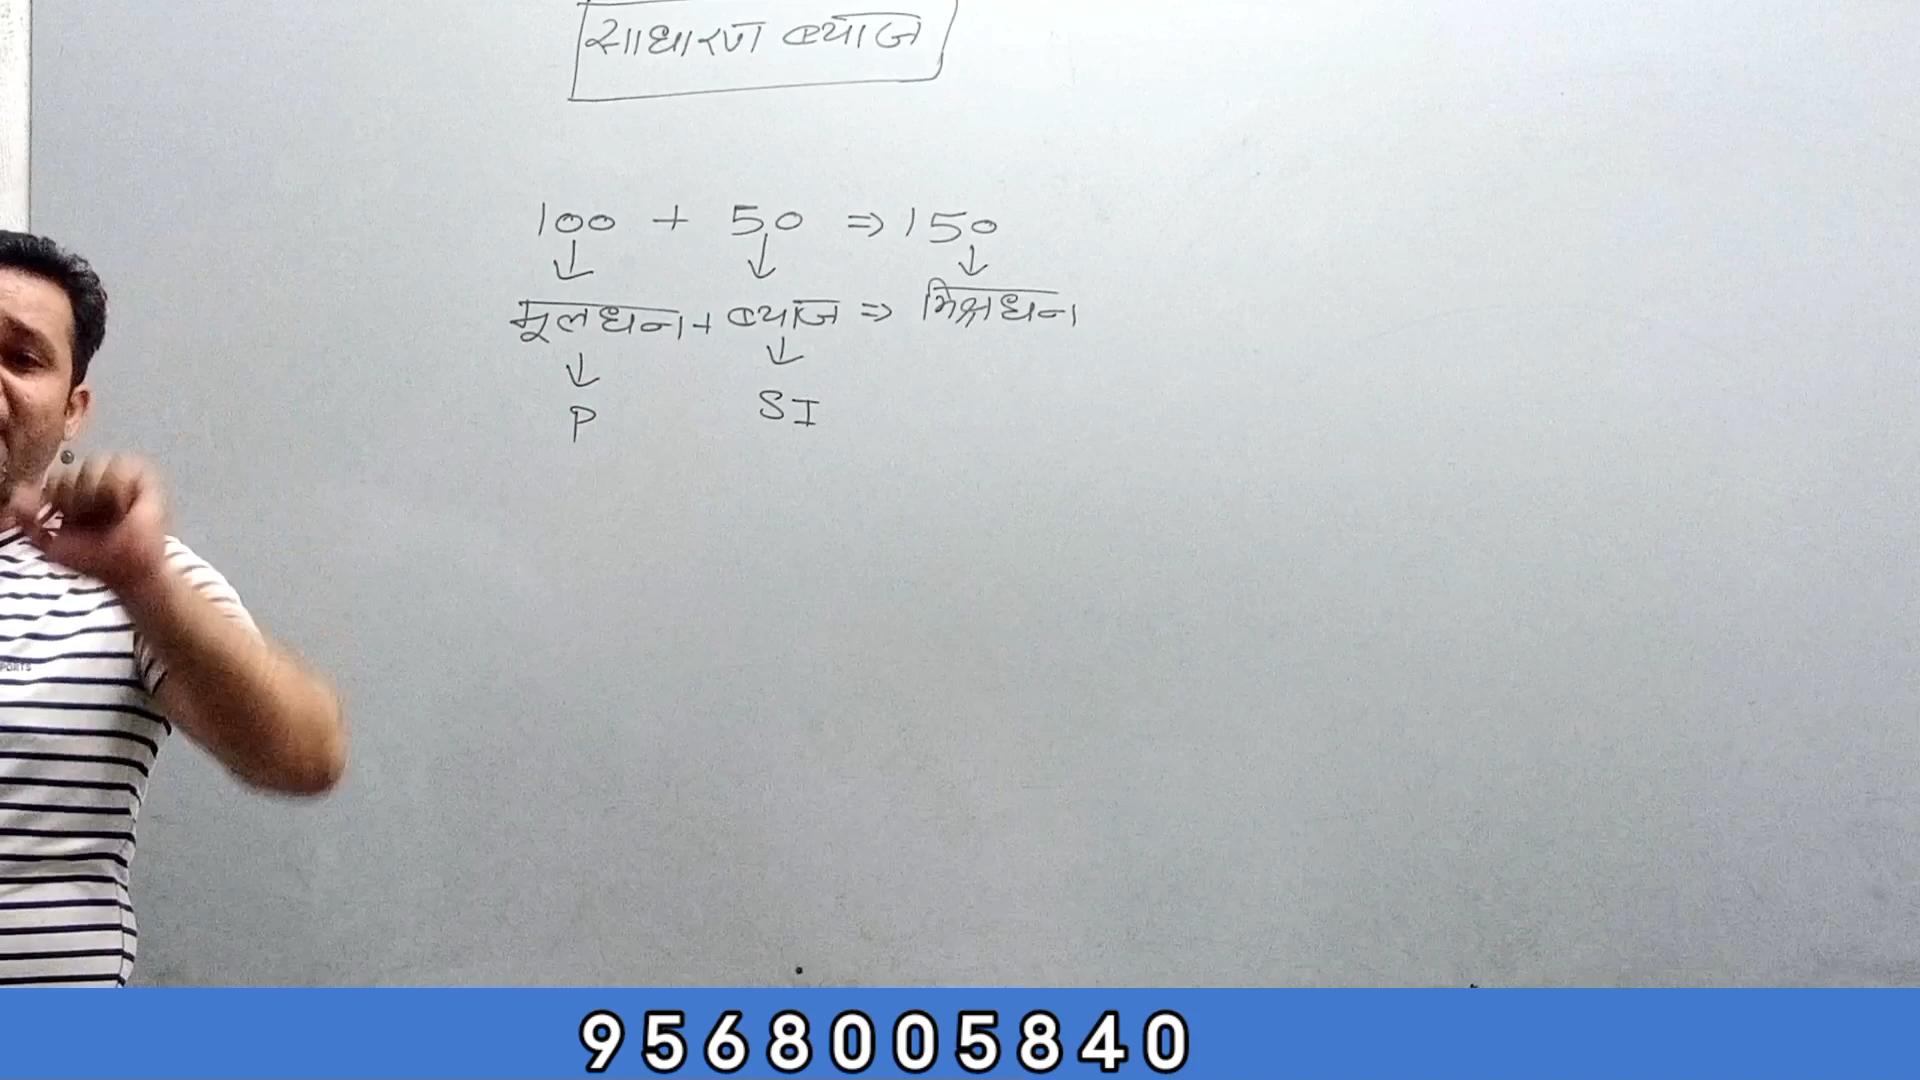 साधारण ब्याज
100 + 50 ⇒ 150
↓ ↓ ↓
मूलधन + ब्याज ⇒ मिश्रधन
↓ ↓
P SI
9568005840